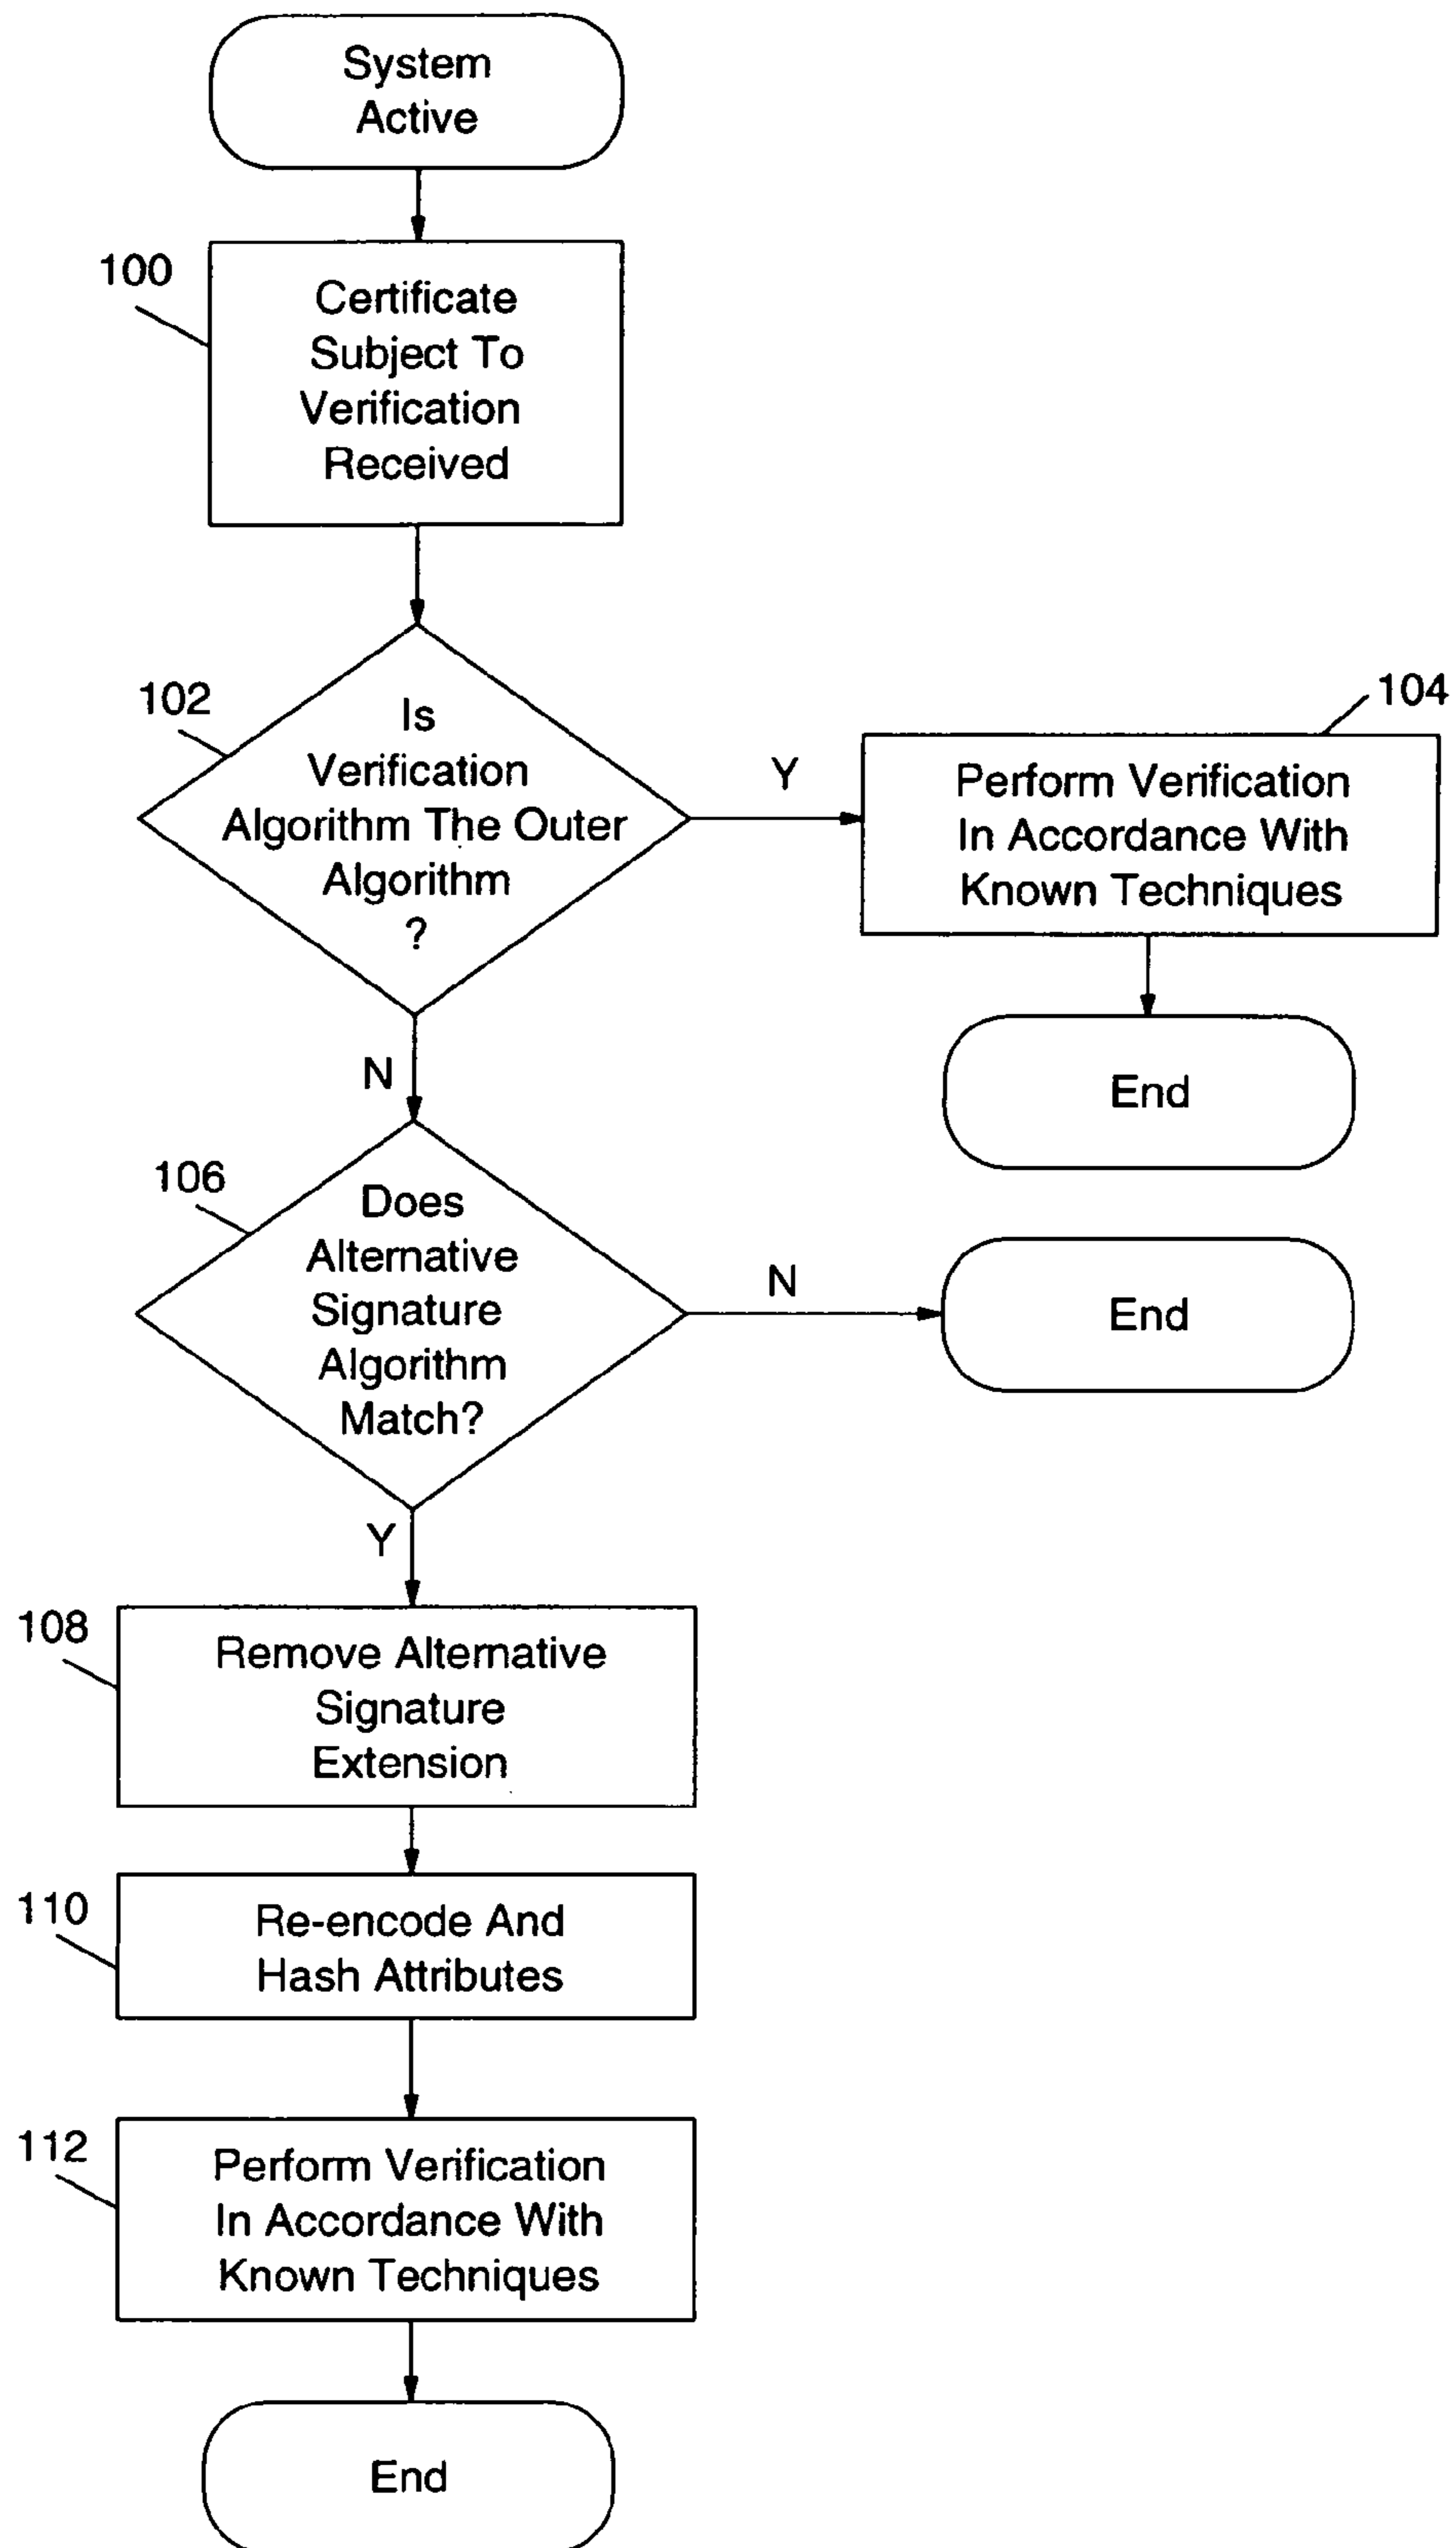 System
Active
100
Certificate
Subject To
Verification
Received
102
Is
Verification
Algorithm The Outer
Algorithm
?
Y
104
Perform Verification
In Accordance With
Known Techniques
End
N
106
Does
Alternative
Signature
Algorithm
Match?
N
End
Y
108
Remove Alternative
Signature
Extension
110
Re-encode And
Hash Attributes
112
Perform Verification
In Accordance With
Known Techniques
End